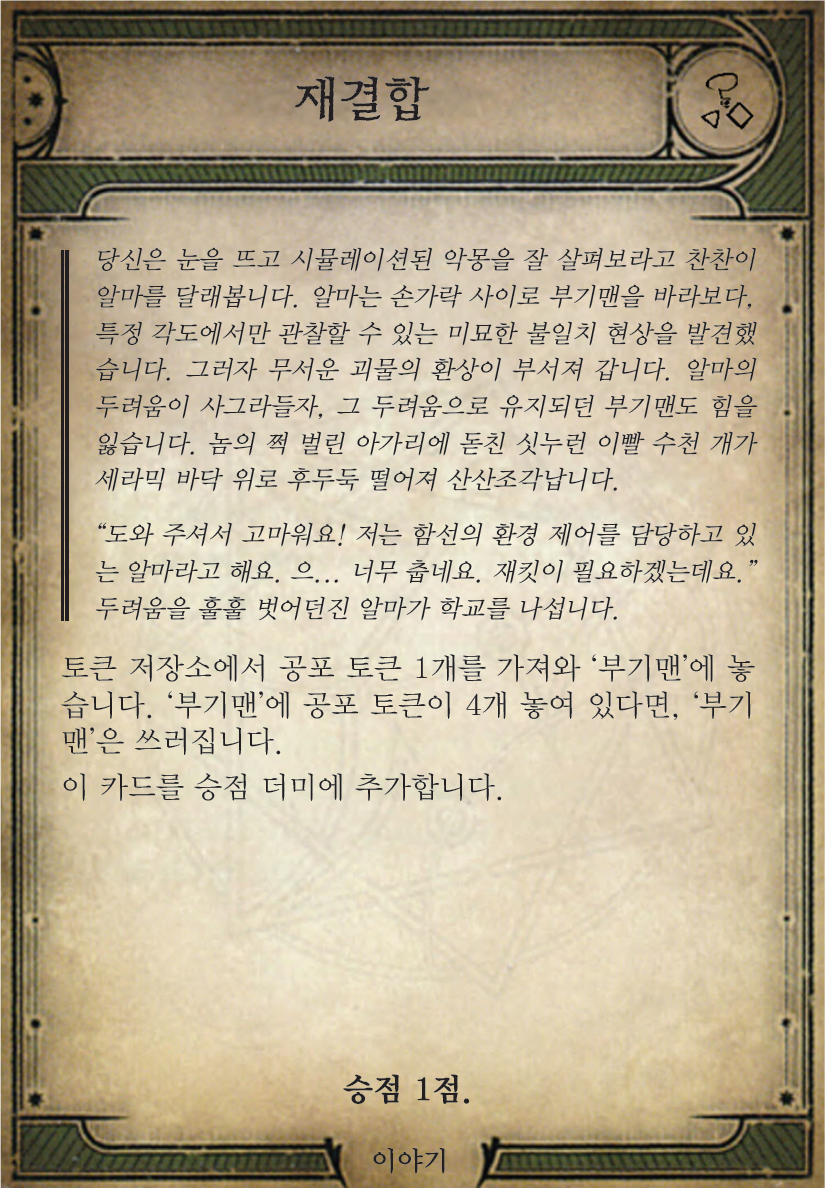 재결합
당신은 눈을 뜨고 시뮬레이션된 악몽을 잘 살펴보라고 찬찬이
알마를 달래봅니다. 알마는 손가락 사이로 부기맨을 바라보다,
특정 각도에서만 관찰할 수 있는 미묘한 불일치 현상을 발견했
습니다. 그러자 무서운 괴물의 환상이 부서져 갑니다. 알마의
두려움이 사그라들자, 그 두려움으로 유지되던 부기맨도 힘을
잃습니다. 놈의 쩍 벌린 아가리에 돋친 싯누런 이빨 수천 개가
세라믹 바닥 위로 후두둑 떨어져 산산조각납니다.
“도와 주셔서 고마워요! 저는 함선의 환경 제어를 담당하고 있
는 알마라고 해요. 으... 너무 춥네요. 재킷이 필요하겠는데요.”
두려움을 훌훌 벗어던진 알마가 학교를 나섭니다.
토큰 저장소에서 공포 토큰 1개를 가져와 ‘부기맨’에 놓
습니다. ‘부기맨’에 공포 토큰이 4개 놓여 있다면, ‘부기
맨’은 쓰러집니다.
이 카드를 승점 더미에 추가합니다.
승점 1점.
이야기